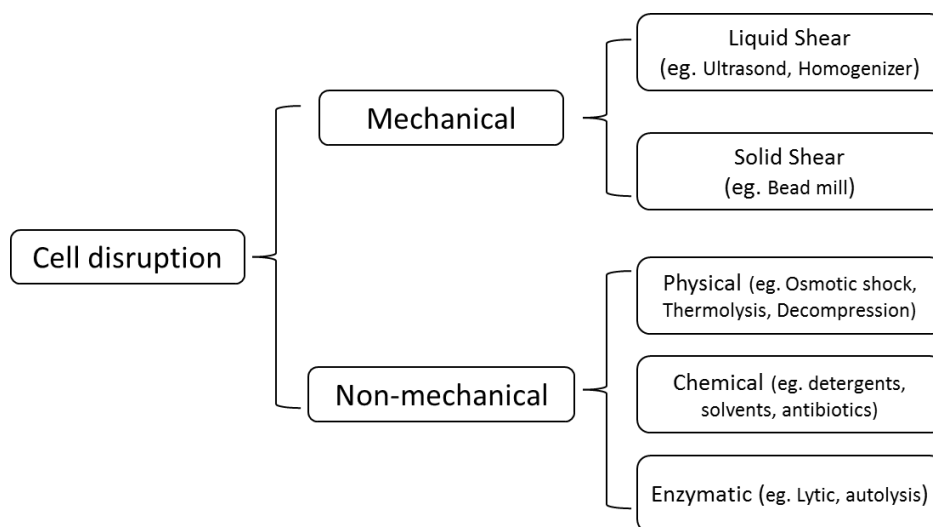 Liquid Shear
(eg. Ultrasond, Homogenizer)
Mechanical
Solid Shear
(eg. Bead mill)
Cell disruption
Physical (eg. Osmotic shock,
Thermolysis, Decompression)
Non-mechanical
Chemical (eg. detergents,
solvents, antibiotics)
Enzymatic (eg. Lytic, autolysis)